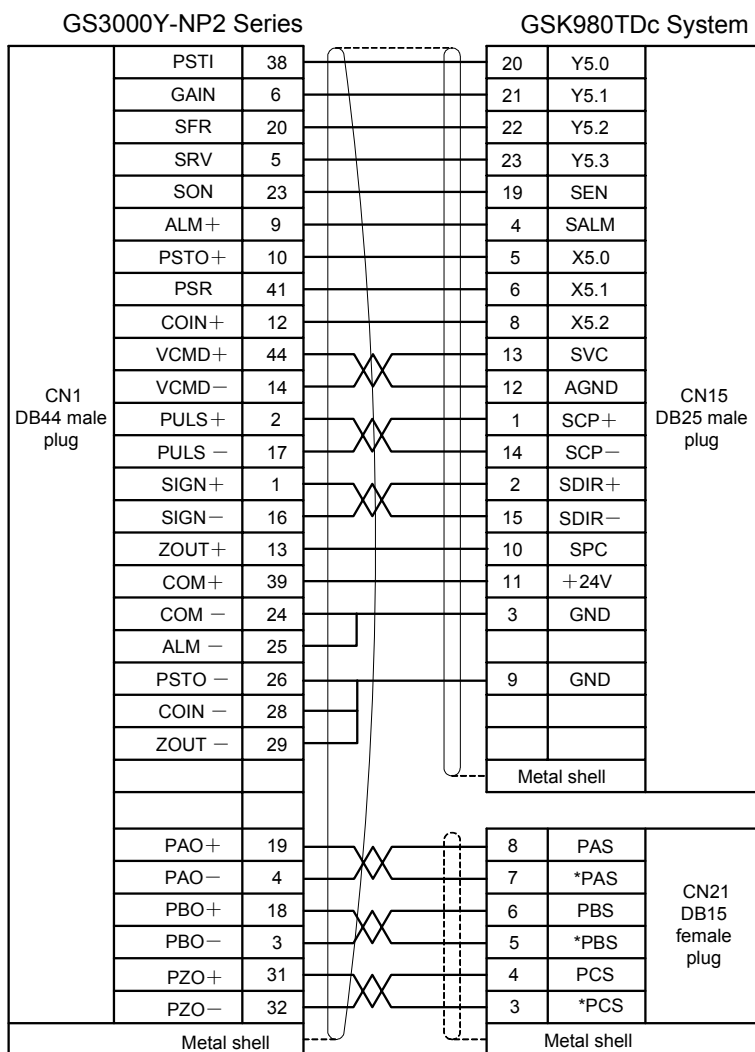 GS3000Y-NP2 Series GSK980TDc System
PSTI 38 20 Y5.0
GAIN 6 21 Y5.1
SFR 20 22 Y5.2
SRV 5 23 Y5.3
SON 23 19 SEN
ALM+ 9 4 SALM
PSTO+ 10 5 X5.0
PSR 41 6 X5.1
COIN+ 12 8 X5.2
VCMD+ 44 13 SVC
VCMD- 14 12 AGND
CN1
DB44 male
plug
CN15
DB25 male
plug
PULS+ 2 1 SCP+
PULS - 17 14 SCP-
SIGN+ 1 2 SDIR+
SIGN- 16 15 SDIR-
ZOUT+ 13 10 SPC
COM+ 39 11 +24V
COM - 24 3 GND
ALM - 25
PSTO - 26 9 GND
COIN - 28
ZOUT - 29
Metal shell
PAO+ 19 8 PAS
PAO- 4 7 *PAS
PBO+ 18 6 PBS
PBO- 3 5 *PBS
PZO+ 31 4 PCS
PZO- 32 3 *PCS
CN21
DB15
female
plug
Metal shell Metal shell